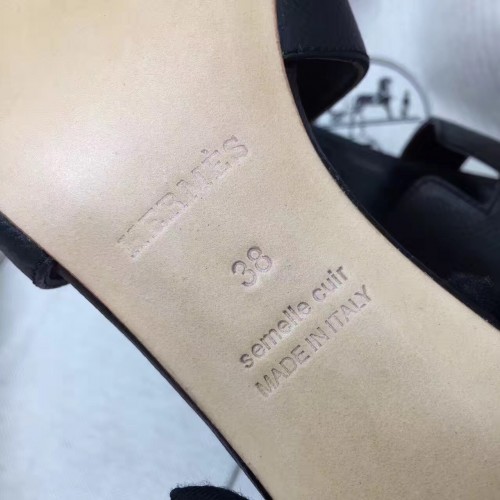 HERMÈS
38
semelle cuir
MADE IN ITALY